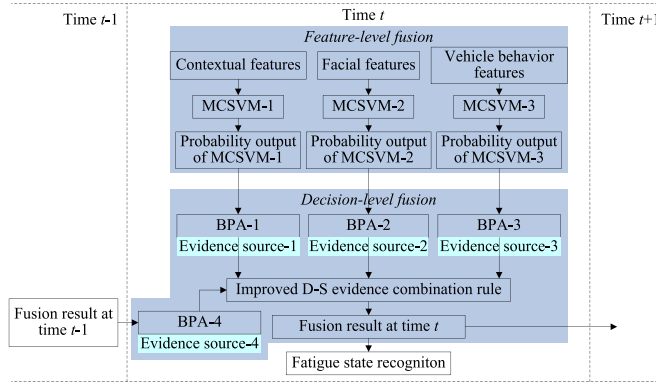 Time t-1
Time t
Time t+1
Feature-level fusion
Contextual features
Facial features
Vehicle behavior
features
MCSVM-1
MCSVM-2
MCSVM-3
Probability output
of MCSVM-1
Probability output
of MCSVM-2
Probability output
of MCSVM-3
Decision-level fusion
BPA-1
Evidence source-1
BPA-2
Evidence source-2
BPA-3
Evidence source-3
Improved D-S evidence combination rule
Fusion result at
time t-1
BPA-4
Evidence source-4
Fusion result at time t
Fatigue state recogniton